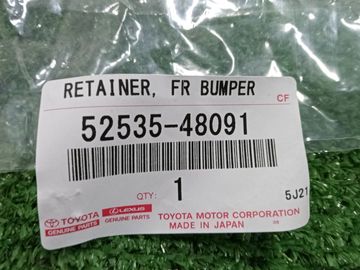 RETAINER, FR BUMPER
CF
52535-48091
QTY: 1
5J21
TOYOTA LEXUS TOYOTA MOTOR CORPORATION
GENUINE PARTS GENUINE PARTS MADE IN JAPAN